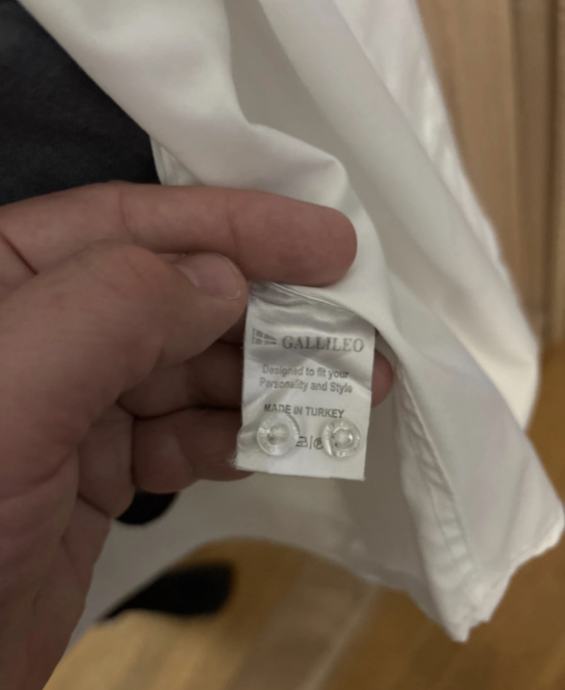 GALLILEO
Designed to fit your
Personality and Style
MADE IN TURKEY